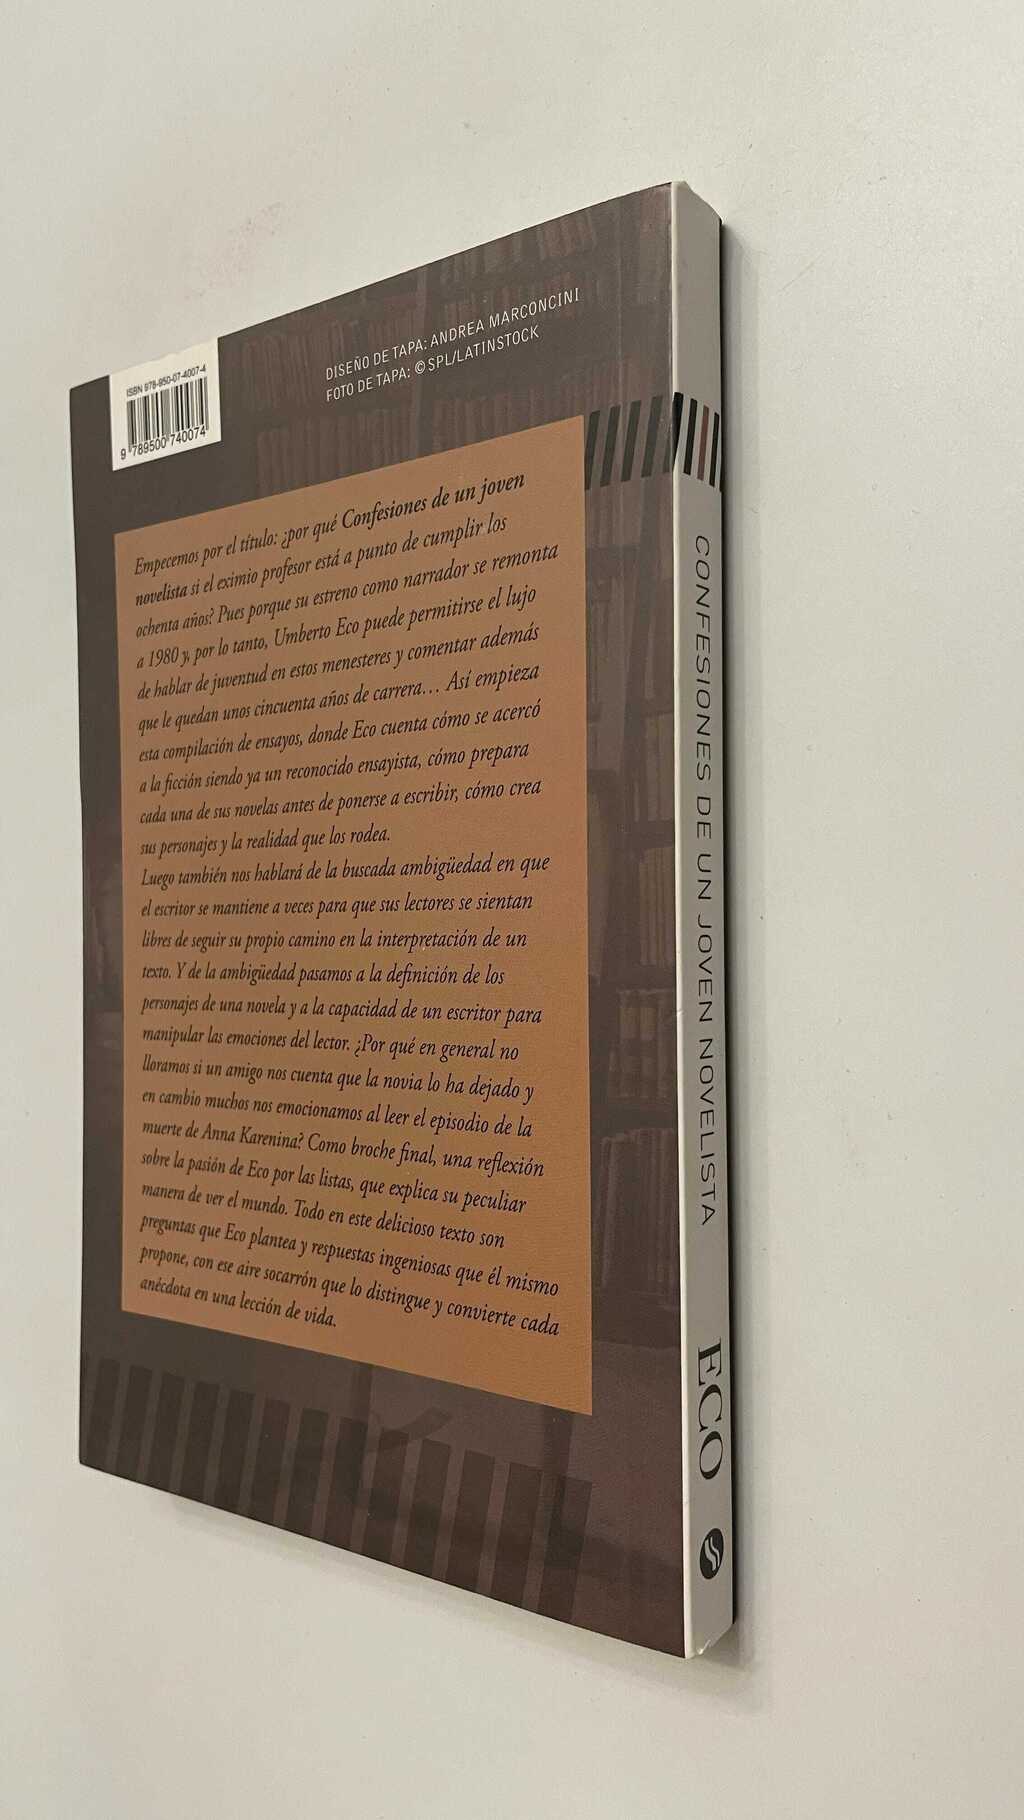 ISBN 978-950-07-4007-4
9 789500 740074
DISEÑO DE TAPA: ANDREA MARCONCINI
FOTO DE TAPA: © SPL/LATINSTOCK
Empecemos por el título: ¿por qué Confesiones de un joven
novelista si el eximio profesor está a punto de cumplir los
ochenta años? Pues porque su estreno como narrador se remonta
a 1980 y, por lo tanto, Umberto Eco puede permitirse el lujo
de hablar de juventud en estos menesteres y comentar además
que le quedan unos cincuenta años de carrera… Así empieza
esta compilación de ensayos, donde Eco cuenta cómo se acercó
a la ficción siendo ya un reconocido ensayista, cómo prepara
cada una de sus novelas antes de ponerse a escribir, cómo crea
sus personajes y la realidad que los rodea.
Luego también nos hablará de la buscada ambigüedad en que
el escritor se mantiene a veces para que sus lectores se sientan
libres de seguir su propio camino en la interpretación de un
texto. Y de la ambigüedad pasamos a la definición de los
personajes de una novela y a la capacidad de un escritor para
manipular las emociones del lector. ¿Por qué en general no
lloramos si un amigo nos cuenta que la novia lo ha dejado y
en cambio muchos nos emocionamos al leer el episodio de la
muerte de Anna Karenina? Como broche final, una reflexión
sobre la pasión de Eco por las listas, que explica su peculiar
manera de ver el mundo. Todo en este delicioso texto son
preguntas que Eco plantea y respuestas ingeniosas que él mismo
propone, con ese aire socarrón que lo distingue y convierte cada
anécdota en una lección de vida.
CONFESIONES DE UN JOVEN NOVELISTA
ECO